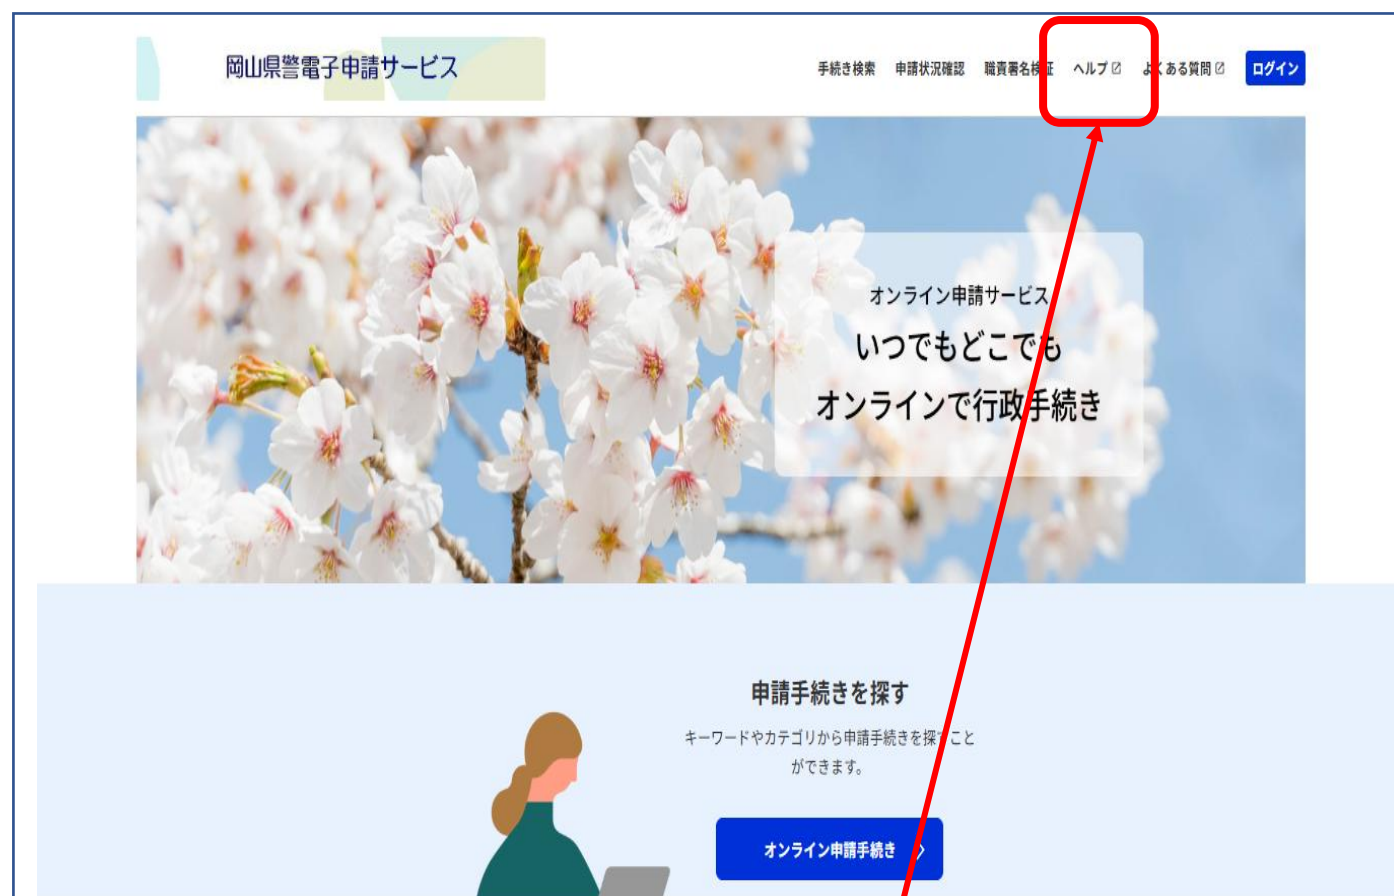 岡山県警電子申請サービス
手続き検索 申請状況確認 職責署名検証 ヘルプ よくある質問 ログイン
オンライン申請サービス
いつでもどこでも
オンラインで行政手続き
申請手続きを探す
キーワードやカテゴリから申請手続きを探すこと
ができます。
オンライン申請手続き